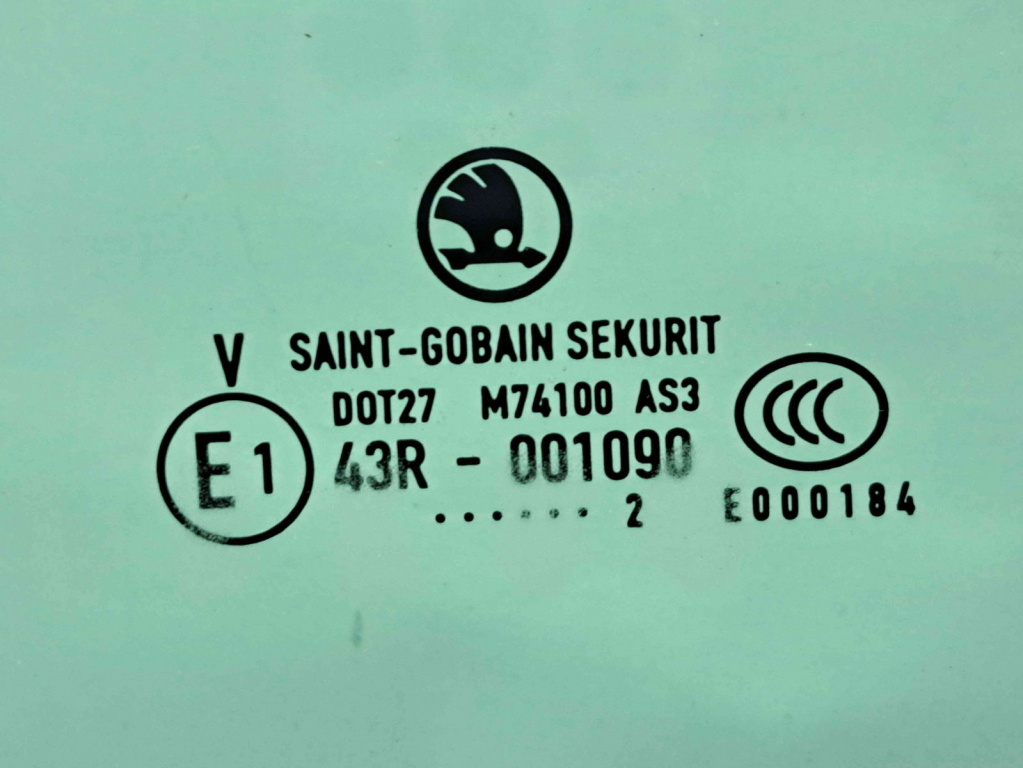 V SAINT-GOBAIN SEKURIT
DOT27 M74100 AS3
CCC
E1 43R - 001090
...... 2 E000184